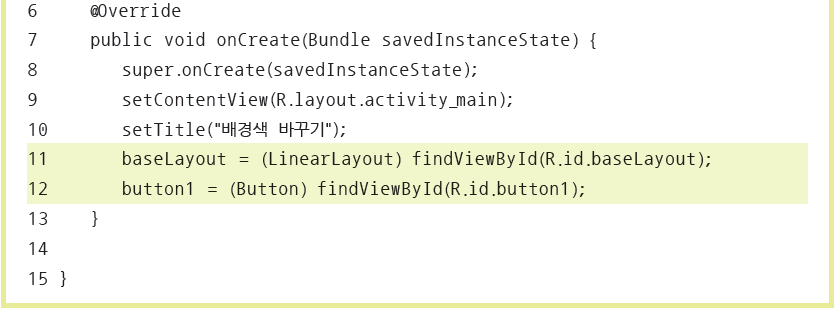 6 @Override
7 public void onCreate(Bundle savedInstanceState) {
8 super.onCreate(savedInstanceState);
9 setContentView(R.layout.activity_main);
10 setTitle("배경색 바꾸기");
11 baseLayout = (LinearLayout) findViewById(R.id.baseLayout);
12 button1 = (Button) findViewById(R.id.button1);
13 }
14
15 }